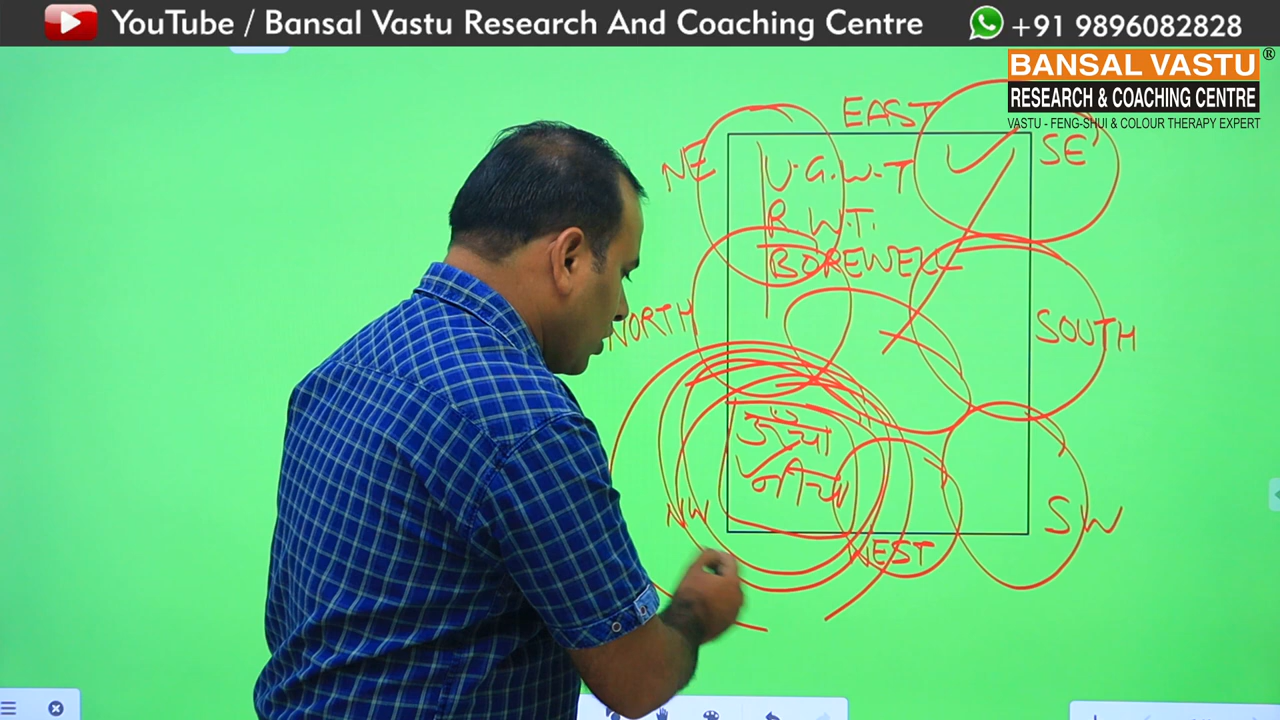 YouTube / Bansal Vastu Research And Coaching Centre
+91 9896082828
BANSAL VASTU®
RESEARCH & COACHING CENTRE
VASTU - FENG-SHUI & COLOUR THERAPY EXPERT
EAST
NE
SE
U.G.W.T
R.W.T.
BOREWELL
NORTH
SOUTH
ऊँचा
नीचा
NW
SW
WEST